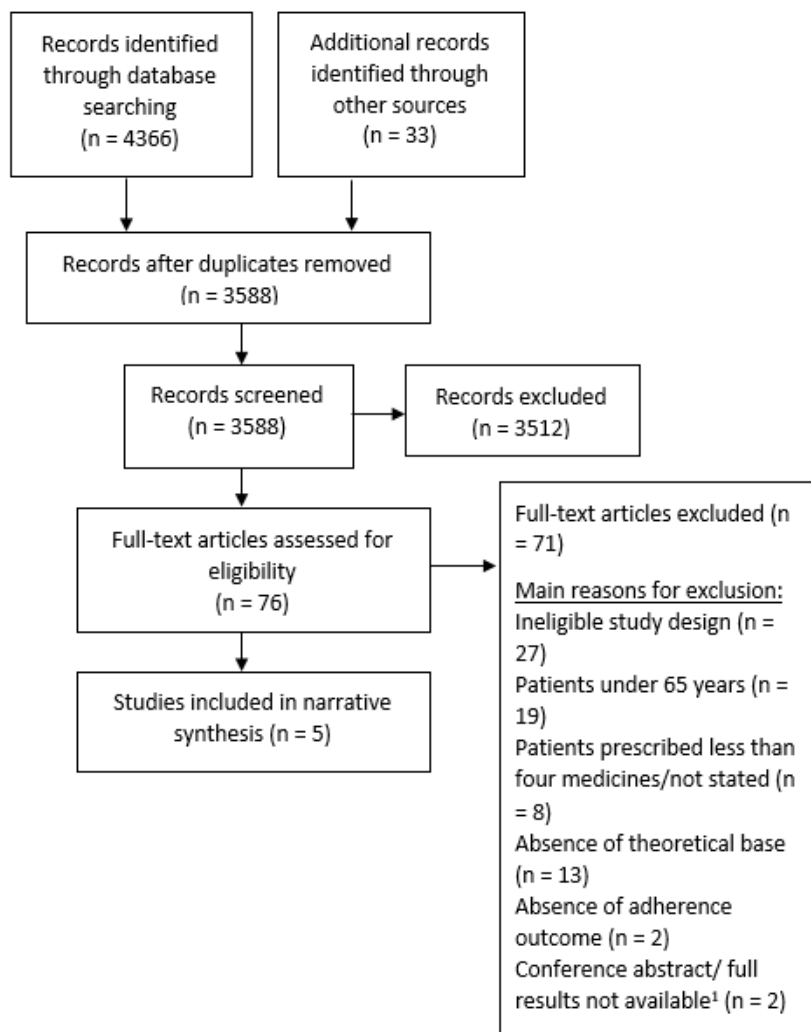 Records identified
through database
searching
(n = 4366)
Additional records
identified through
other sources
(n = 33)
Records after duplicates removed
(n = 3588)
Records screened
(n = 3588)
Records excluded
(n = 3512)
Full-text articles assessed for
eligibility
(n = 76)
Full-text articles excluded (n
= 71)
Main reasons for exclusion:
Ineligible study design (n =
27)
Patients under 65 years (n =
19)
Patients prescribed less than
four medicines/not stated (n
= 8)
Absence of theoretical base
(n = 13)
Absence of adherence
outcome (n = 2)
Conference abstract/ full
results not available¹ (n = 2)
Studies included in narrative
synthesis (n = 5)